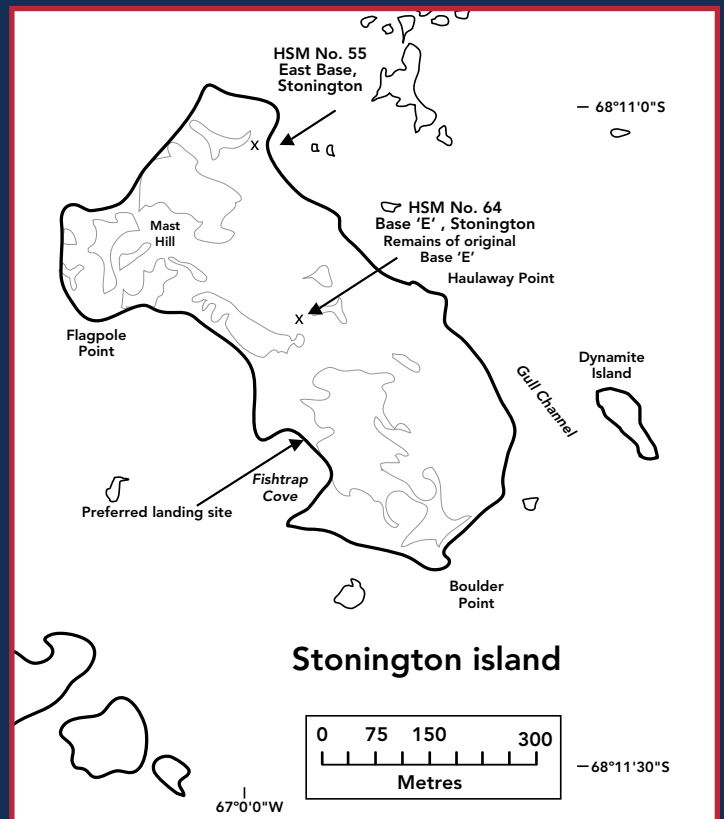 HSM No. 55
East Base,
Stonington
68°11'0"S
x
HSM No. 64
Base ‘E’ , Stonington
Remains of original
Base ‘E’
Mast
Hill
Haulaway Point
x
Flagpole
Point
Gull Channel
Dynamite
Island
Fishtrap
Cove
Preferred landing site
Boulder
Point
Stonington island
0 75 150 300
Metres
68°11'30"S
67°0'0"W